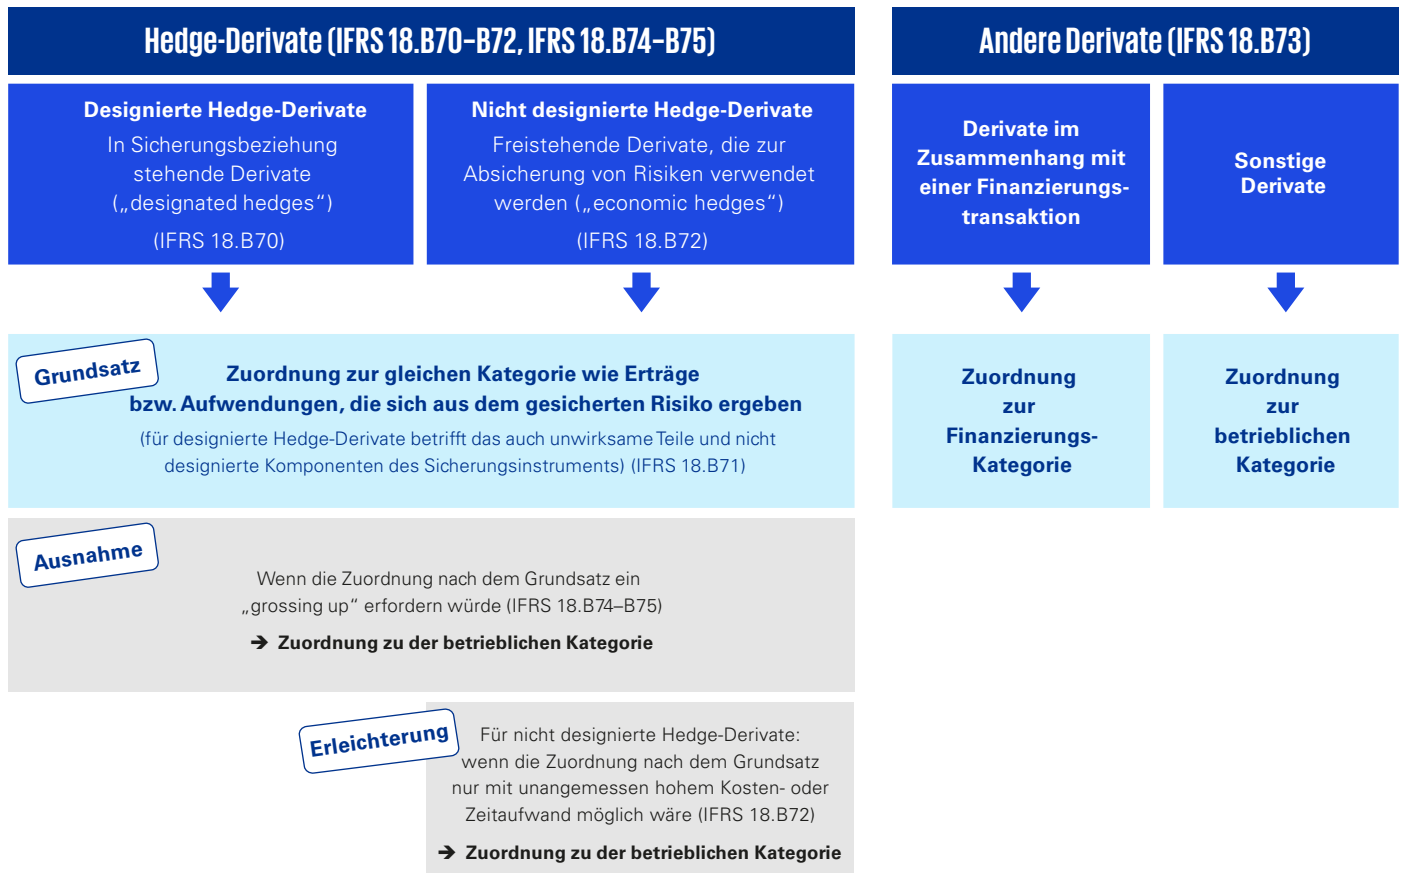 Hedge-Derivate (IFRS 18.B70–B72, IFRS 18.B74–B75)
Designierte Hedge-Derivate
In Sicherungsbeziehung
stehende Derivate
(„designated hedges“)
(IFRS 18.B70)
Nicht designierte Hedge-Derivate
Freistehende Derivate, die zur
Absicherung von Risiken verwendet
werden („economic hedges“)
(IFRS 18.B72)
Grundsatz
Zuordnung zur gleichen Kategorie wie Erträge
bzw. Aufwendungen, die sich aus dem gesicherten Risiko ergeben
(für designierte Hedge-Derivate betrifft das auch unwirksame Teile und nicht
designierte Komponenten des Sicherungsinstruments) (IFRS 18.B71)
Ausnahme
Wenn die Zuordnung nach dem Grundsatz ein
„grossing up“ erfordern würde (IFRS 18.B74–B75)
➔ Zuordnung zu der betrieblichen Kategorie
Erleichterung
Für nicht designierte Hedge-Derivate:
wenn die Zuordnung nach dem Grundsatz
nur mit unangemessen hohem Kosten- oder
Zeitaufwand möglich wäre (IFRS 18.B72)
➔ Zuordnung zu der betrieblichen Kategorie
Andere Derivate (IFRS 18.B73)
Derivate im
Zusammenhang mit
einer Finanzierungs-
transaktion
Sonstige
Derivate
Zuordnung
zur
Finanzierungs-
Kategorie
Zuordnung
zur
betrieblichen
Kategorie